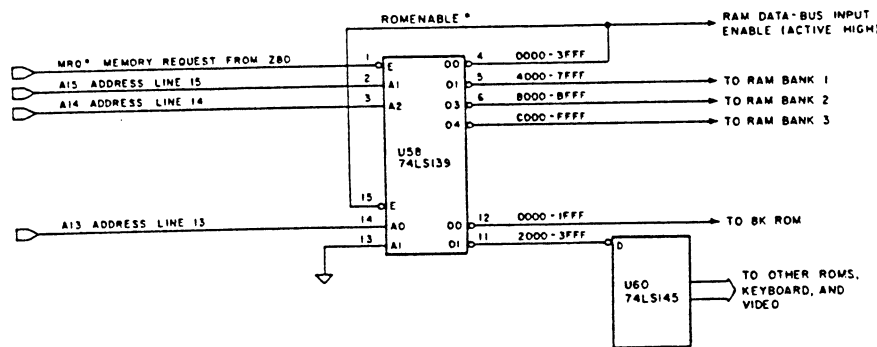 ROMENABLE*
RAM DATA-BUS INPUT
ENABLE (ACTIVE HIGH)
MRQ* MEMORY REQUEST FROM Z80
1
E
4
O0
0000-3FFF
A15 ADDRESS LINE 15
2
A1
5
O1
4000-7FFF
TO RAM BANK 1
A14 ADDRESS LINE 14
3
A2
6
O3
8000-BFFF
TO RAM BANK 2
O4
C000-FFFF
TO RAM BANK 3
U58
74LS139
15
E
A13 ADDRESS LINE 13
14
A0
12
O0
0000-1FFF
TO 8K ROM
13
A1
11
O1
2000-3FFF
D
U60
74LS145
TO OTHER ROMS,
KEYBOARD, AND
VIDEO